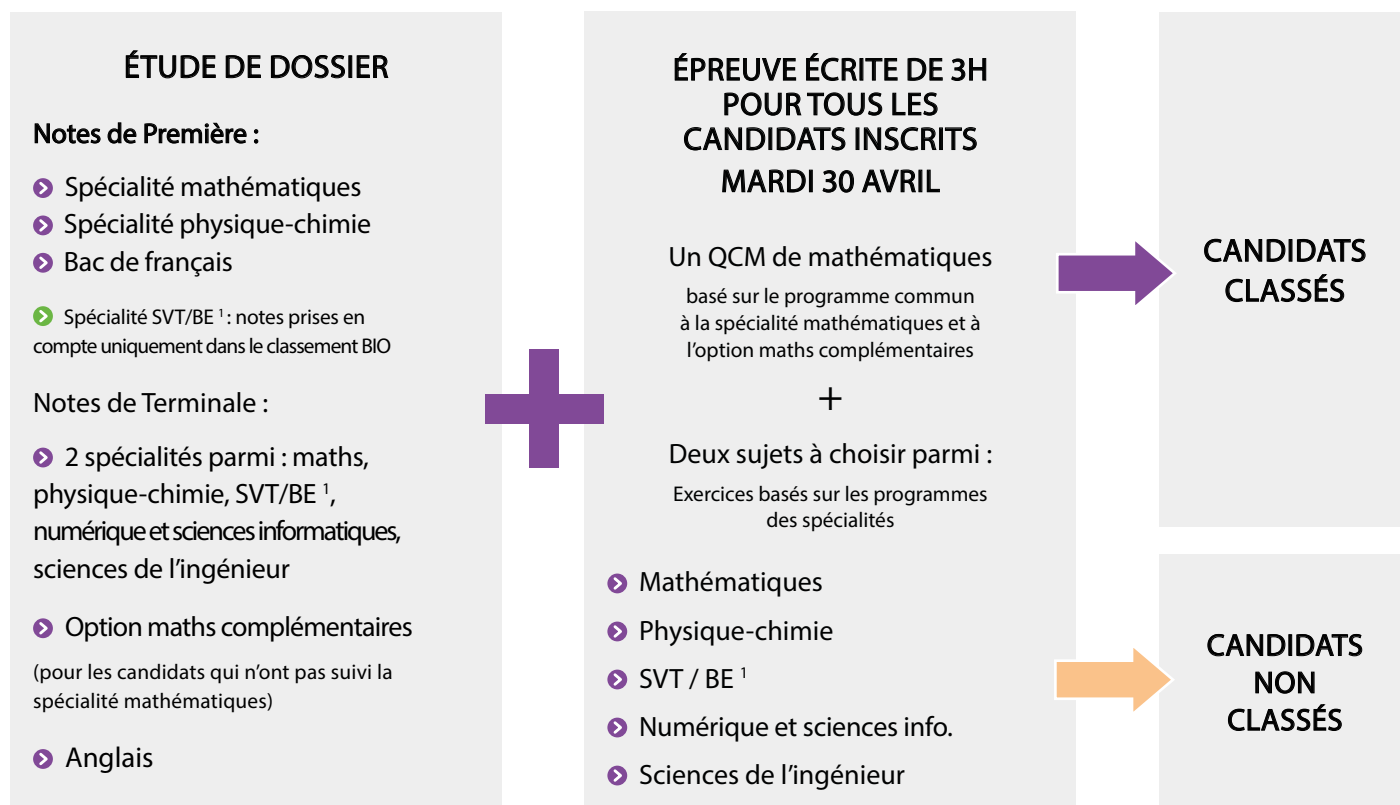 ÉTUDE DE DOSSIER
Notes de Première :
Spécialité mathématiques
Spécialité physique-chimie
Bac de français
Spécialité SVT/BE ¹ : notes prises en
compte uniquement dans le classement BIO
Notes de Terminale :
2 spécialités parmi : maths,
physique-chimie, SVT/BE ¹,
numérique et sciences informatiques,
sciences de l'ingénieur
Option maths complémentaires
(pour les candidats qui n'ont pas suivi la
spécialité mathématiques)
Anglais
ÉPREUVE ÉCRITE DE 3H
POUR TOUS LES
CANDIDATS INSCRITS
MARDI 30 AVRIL
Un QCM de mathématiques
basé sur le programme commun
à la spécialité mathématiques et à
l'option maths complémentaires
+
Deux sujets à choisir parmi :
Exercices basés sur les programmes
des spécialités
Mathématiques
Physique-chimie
SVT / BE ¹
Numérique et sciences info.
Sciences de l'ingénieur
CANDIDATS
CLASSÉS
CANDIDATS
NON
CLASSÉS